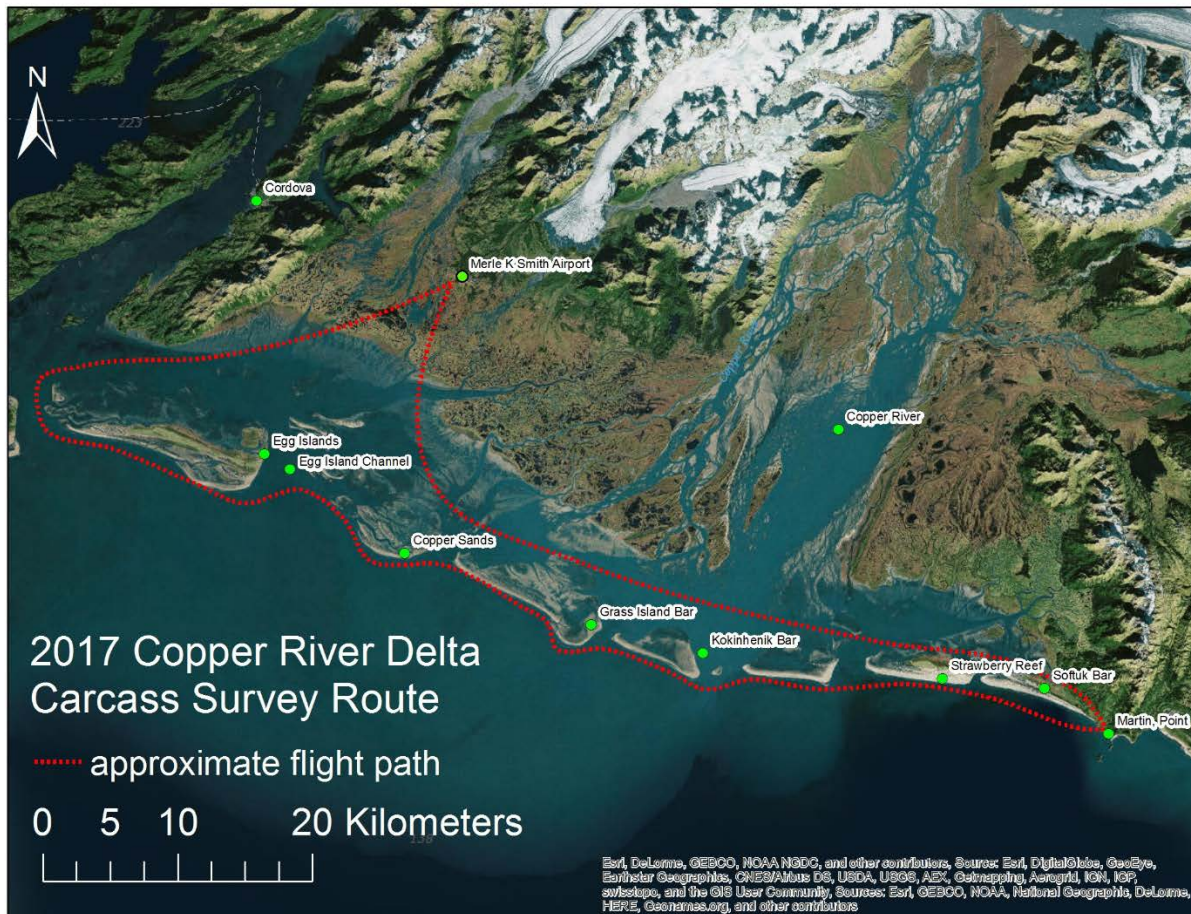 N
223
Cordova
Merle K Smith Airport
Copper River
Egg Islands
Egg Island Channel
Copper Sands
Grass Island Bar
Kokinhenik Bar
Strawberry Reef
Softuk Bar
Martin, Point
2017 Copper River Delta
Carcass Survey Route
approximate flight path
0 5 10 20 Kilometers
139
Esri, DeLorme, GEBCO, NOAA NGDC, and other contributors, Source: Esri, DigitalGlobe, GeoEye,
Earthstar Geographics, CNES/Airbus DS, USDA, USGS, AEX, Getmapping, Aerogrid, IGN, IGP,
swisstopo, and the GIS User Community, Sources: Esri, GEBCO, NOAA, National Geographic, DeLorme,
HERE, Geonames.org, and other contributors